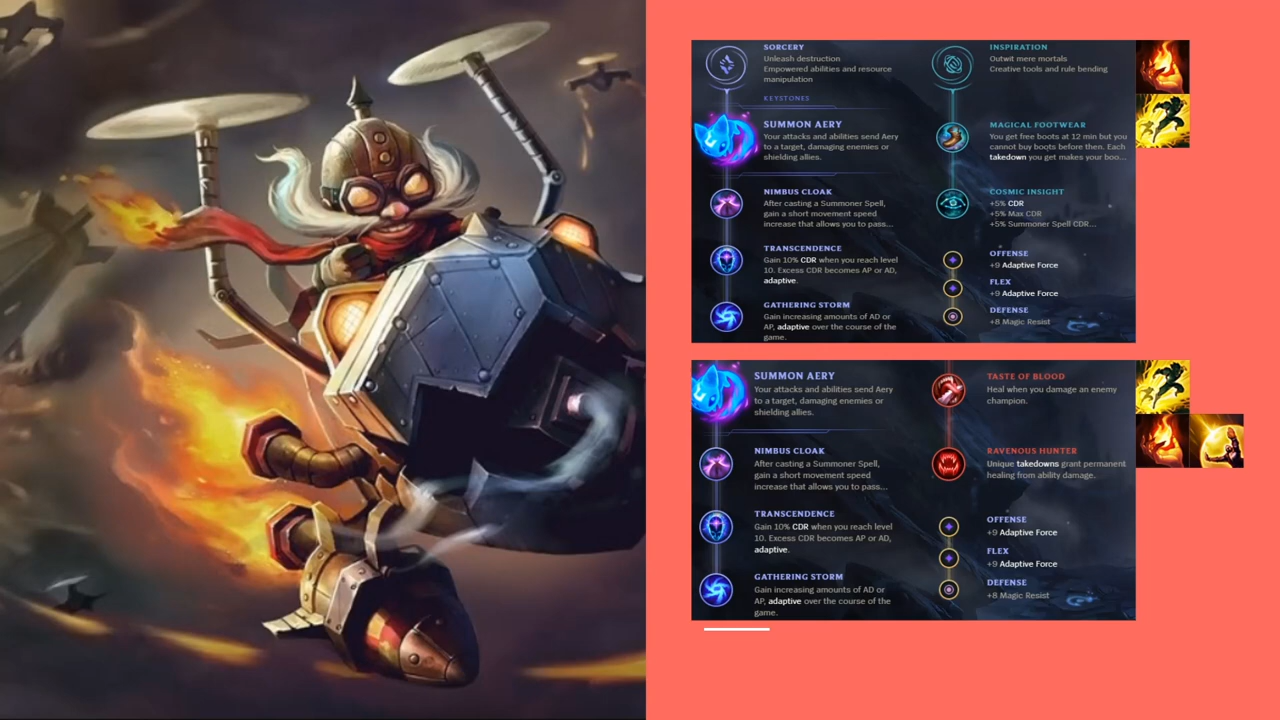 SORCERY
Unleash destruction
Empowered abilities and resource
manipulation
KEYSTONES
SUMMON AERY
Your attacks and abilities send Aery
to a target, damaging enemies or
shielding allies.
NIMBUS CLOAK
After casting a Summoner Spell,
gain a short movement speed
increase that allows you to pass...
TRANSCENDENCE
Gain 10% CDR when you reach level
10. Excess CDR becomes AP or AD,
adaptive.
GATHERING STORM
Gain increasing amounts of AD or
AP, adaptive over the course of the
game.
INSPIRATION
Outwit mere mortals
Creative tools and rule bending
MAGICAL FOOTWEAR
You get free boots at 12 min but you
cannot buy boots before then. Each
takedown you get makes your boo...
COSMIC INSIGHT
+5% CDR
+5% Max CDR
+5% Summoner Spell CDR...
OFFENSE
+9 Adaptive Force
FLEX
+9 Adaptive Force
DEFENSE
+8 Magic Resist
SUMMON AERY
Your attacks and abilities send Aery
to a target, damaging enemies or
shielding allies.
NIMBUS CLOAK
After casting a Summoner Spell,
gain a short movement speed
increase that allows you to pass...
TRANSCENDENCE
Gain 10% CDR when you reach level
10. Excess CDR becomes AP or AD,
adaptive.
GATHERING STORM
Gain increasing amounts of AD or
AP, adaptive over the course of the
game.
TASTE OF BLOOD
Heal when you damage an enemy
champion.
RAVENOUS HUNTER
Unique takedowns grant permanent
healing from ability damage.
OFFENSE
+9 Adaptive Force
FLEX
+9 Adaptive Force
DEFENSE
+8 Magic Resist